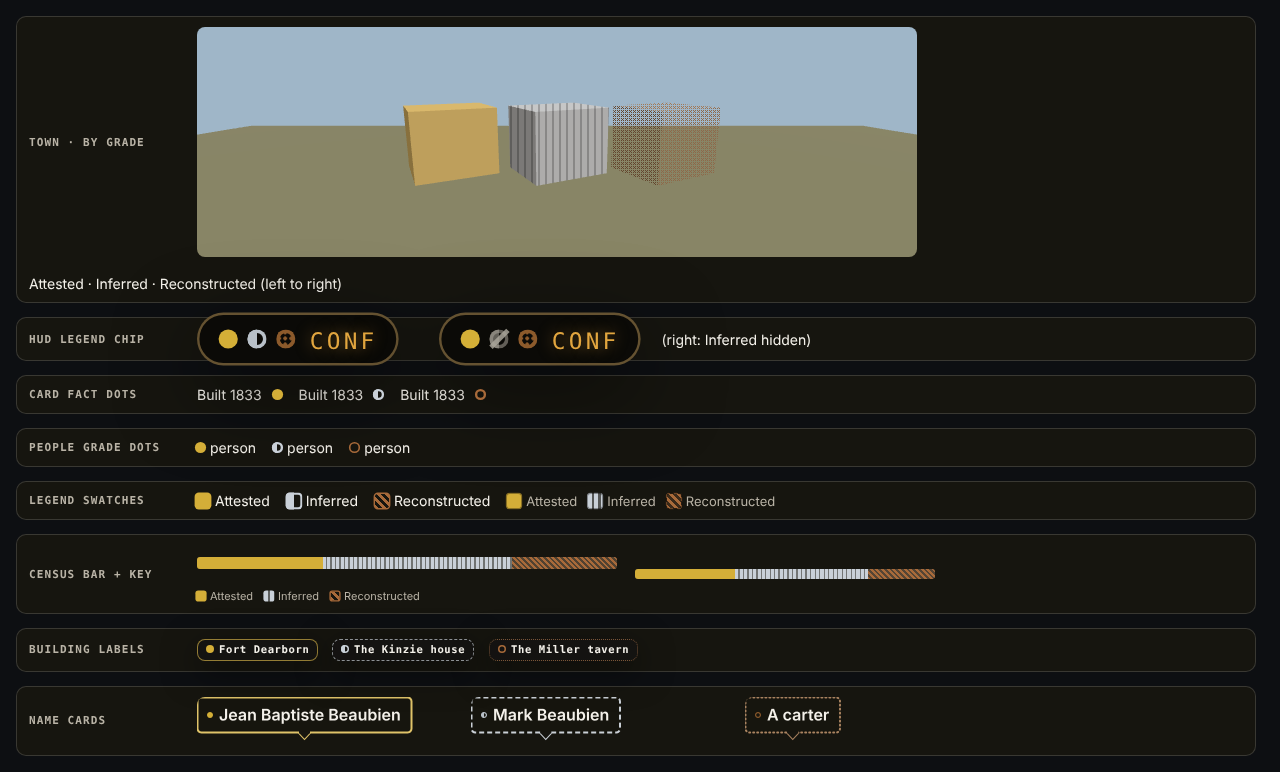 TOWN · BY GRADE
Attested · Inferred · Reconstructed (left to right)
HUD LEGEND CHIP CONF CONF (right: Inferred hidden)
CARD FACT DOTS Built 1833 Built 1833 Built 1833
PEOPLE GRADE DOTS person person person
LEGEND SWATCHES Attested Inferred Reconstructed Attested Inferred Reconstructed
CENSUS BAR + KEY
Attested Inferred Reconstructed
BUILDING LABELS Fort Dearborn The Kinzie house The Miller tavern
NAME CARDS Jean Baptiste Beaubien Mark Beaubien A carter